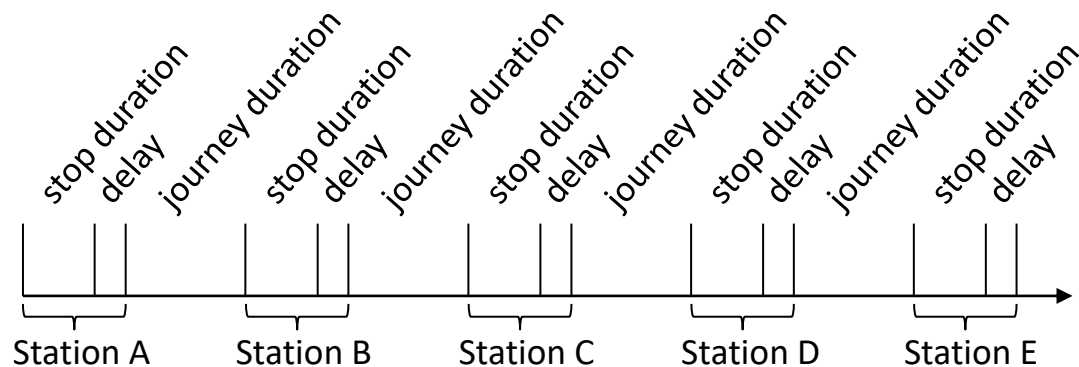 stop duration
delay
journey duration
stop duration
delay
journey duration
stop duration
delay
journey duration
stop duration
delay
journey duration
stop duration
delay
Station A
Station B
Station C
Station D
Station E